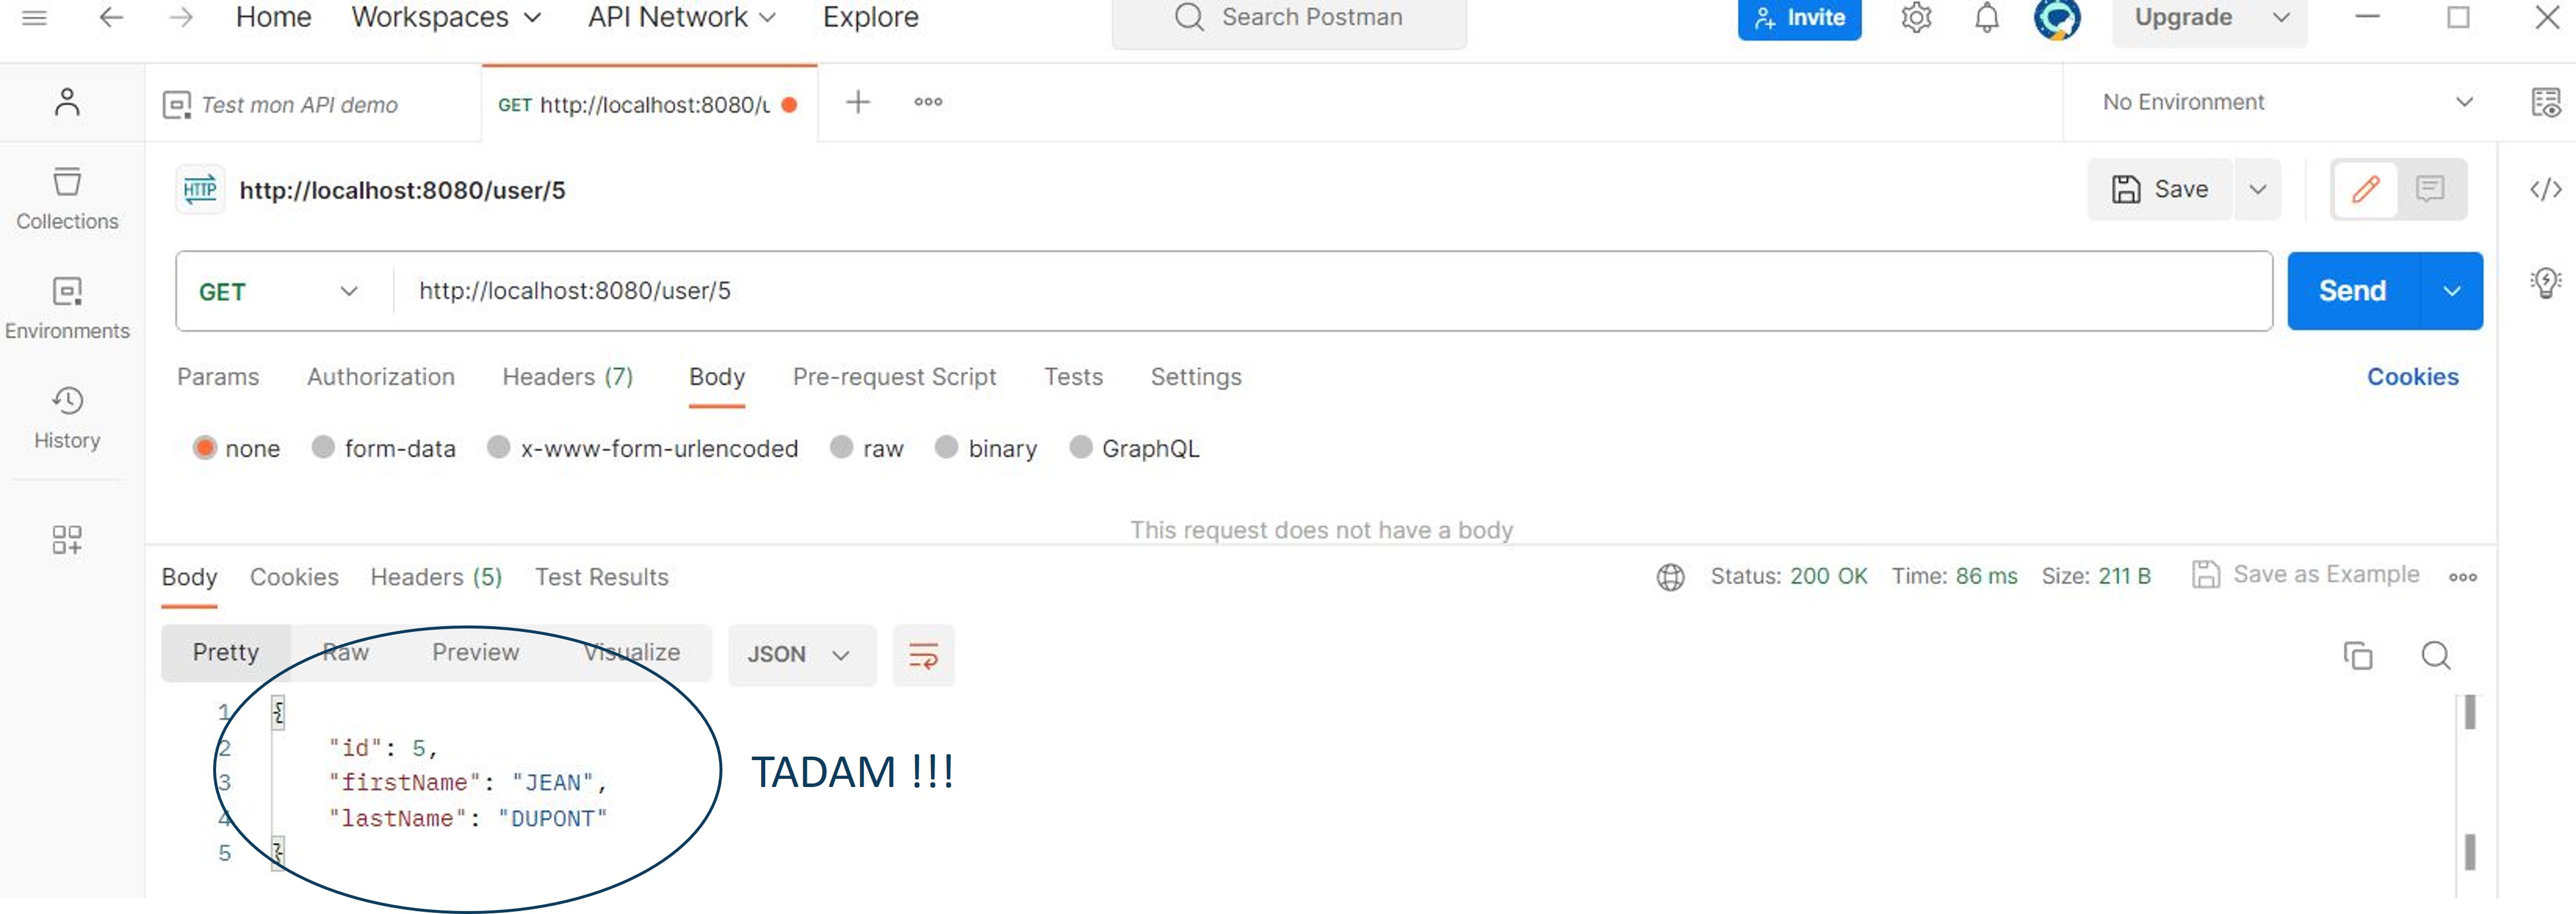 Home Workspaces API Network Explore Search Postman Invite Upgrade
Test mon API demo GET http://localhost:8080/u No Environment
HTTP http://localhost:8080/user/5 Save
Collections
GET http://localhost:8080/user/5 Send
Environments
Params Authorization Headers (7) Body Pre-request Script Tests Settings Cookies
History
none form-data x-www-form-urlencoded raw binary GraphQL
This request does not have a body
Body Cookies Headers (5) Test Results Status: 200 OK Time: 86 ms Size: 211 B Save as Example
Pretty Raw Preview Visualize JSON
1 {
2 "id": 5,
3 "firstName": "JEAN",
4 "lastName": "DUPONT"
5 }
TADAM !!!